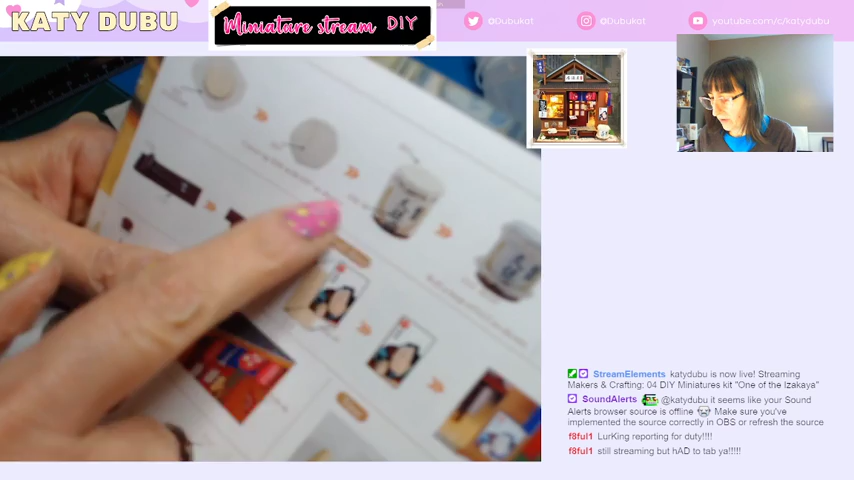 KATY DUBU
Miniature stream DIY
@Dubukat
@Dubukat
youtube.com/c/katydubu
StreamElements katydubu is now live! Streaming
Makers & Crafting: 04 DIY Miniatures kit "One of the Izakaya"
SoundAlerts @katydubu it seems like your Sound
Alerts browser source is offline Make sure you've
implemented the source correctly in OBS or refresh the source
f8ful1 LurKing reporting for duty!!!!
f8ful1 still streaming but hAD to tab ya!!!!!